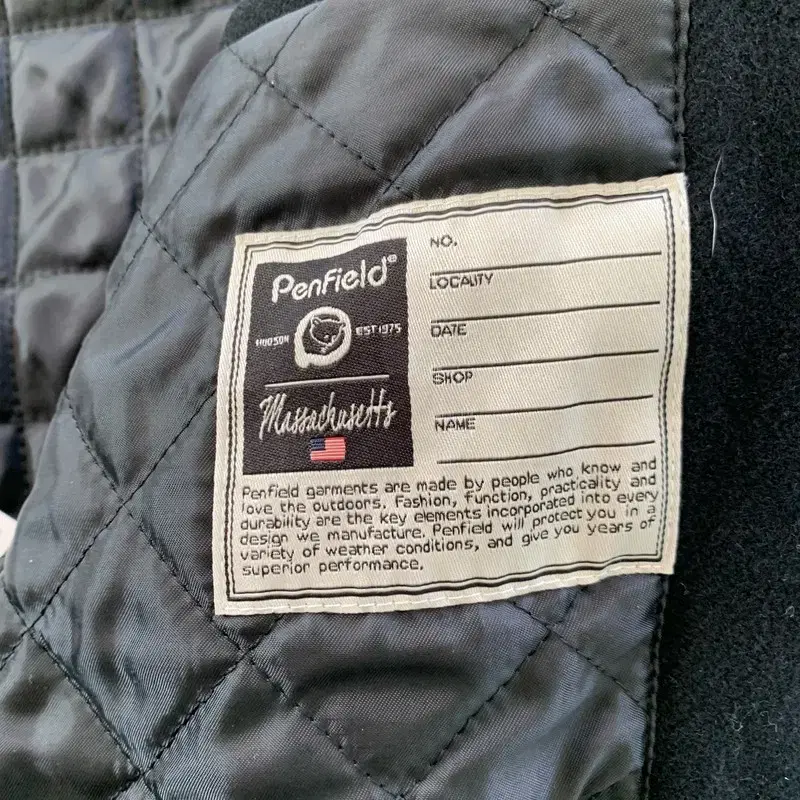 Penfield®
HUDSON EST 1975
Massachusetts
NO.
LOCALITY
DATE
SHOP
NAME
Penfield garments are made by people who know and
love the outdoors. Fashion, function, practicality and
durability are the key elements incorporated into every
design we manufacture. Penfield will protect you in a
variety of weather conditions, and give you years of
superior performance.